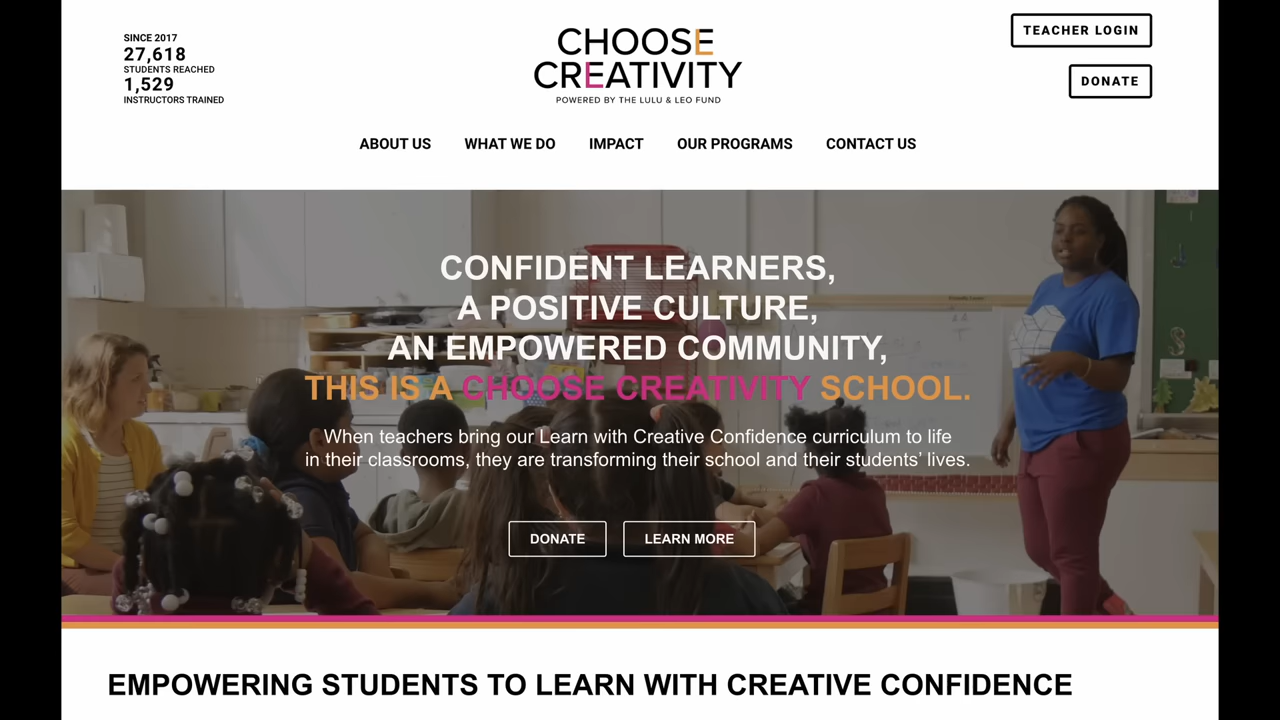 SINCE 2017
27,618
STUDENTS REACHED
1,529
INSTRUCTORS TRAINED
CHOOSE
CREATIVITY
POWERED BY THE LULU & LEO FUND
TEACHER LOGIN
DONATE
ABOUT US WHAT WE DO IMPACT OUR PROGRAMS CONTACT US
CONFIDENT LEARNERS,
A POSITIVE CULTURE,
AN EMPOWERED COMMUNITY,
THIS IS A CHOOSE CREATIVITY SCHOOL.
When teachers bring our Learn with Creative Confidence curriculum to life
in their classrooms, they are transforming their school and their students’ lives.
DONATE LEARN MORE
EMPOWERING STUDENTS TO LEARN WITH CREATIVE CONFIDENCE